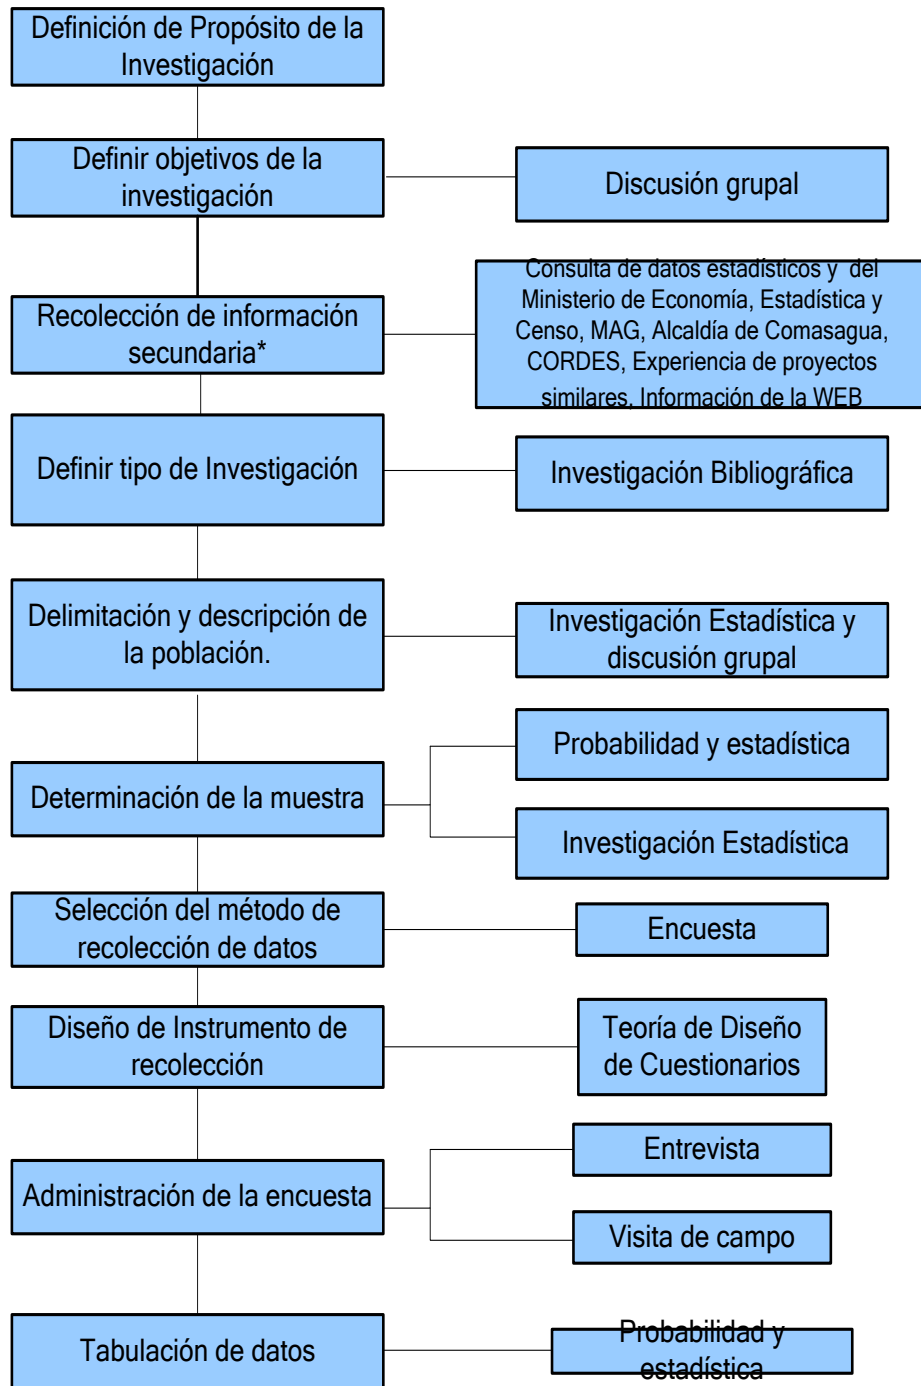 Definición de Propósito de la
Investigación
Definir objetivos de la
investigación
Discusión grupal
Recolección de información
secundaria*
Consulta de datos estadísticos y del
Ministerio de Economía, Estadística y
Censo, MAG, Alcaldía de Comasagua,
CORDES, Experiencia de proyectos
similares, Información de la WEB
Definir tipo de Investigación
Investigación Bibliográfica
Delimitación y descripción de
la población.
Investigación Estadística y
discusión grupal
Determinación de la muestra
Probabilidad y estadística
Investigación Estadística
Selección del método de
recolección de datos
Encuesta
Diseño de Instrumento de
recolección
Teoría de Diseño
de Cuestionarios
Administración de la encuesta
Entrevista
Visita de campo
Tabulación de datos
Probabilidad y
estadística